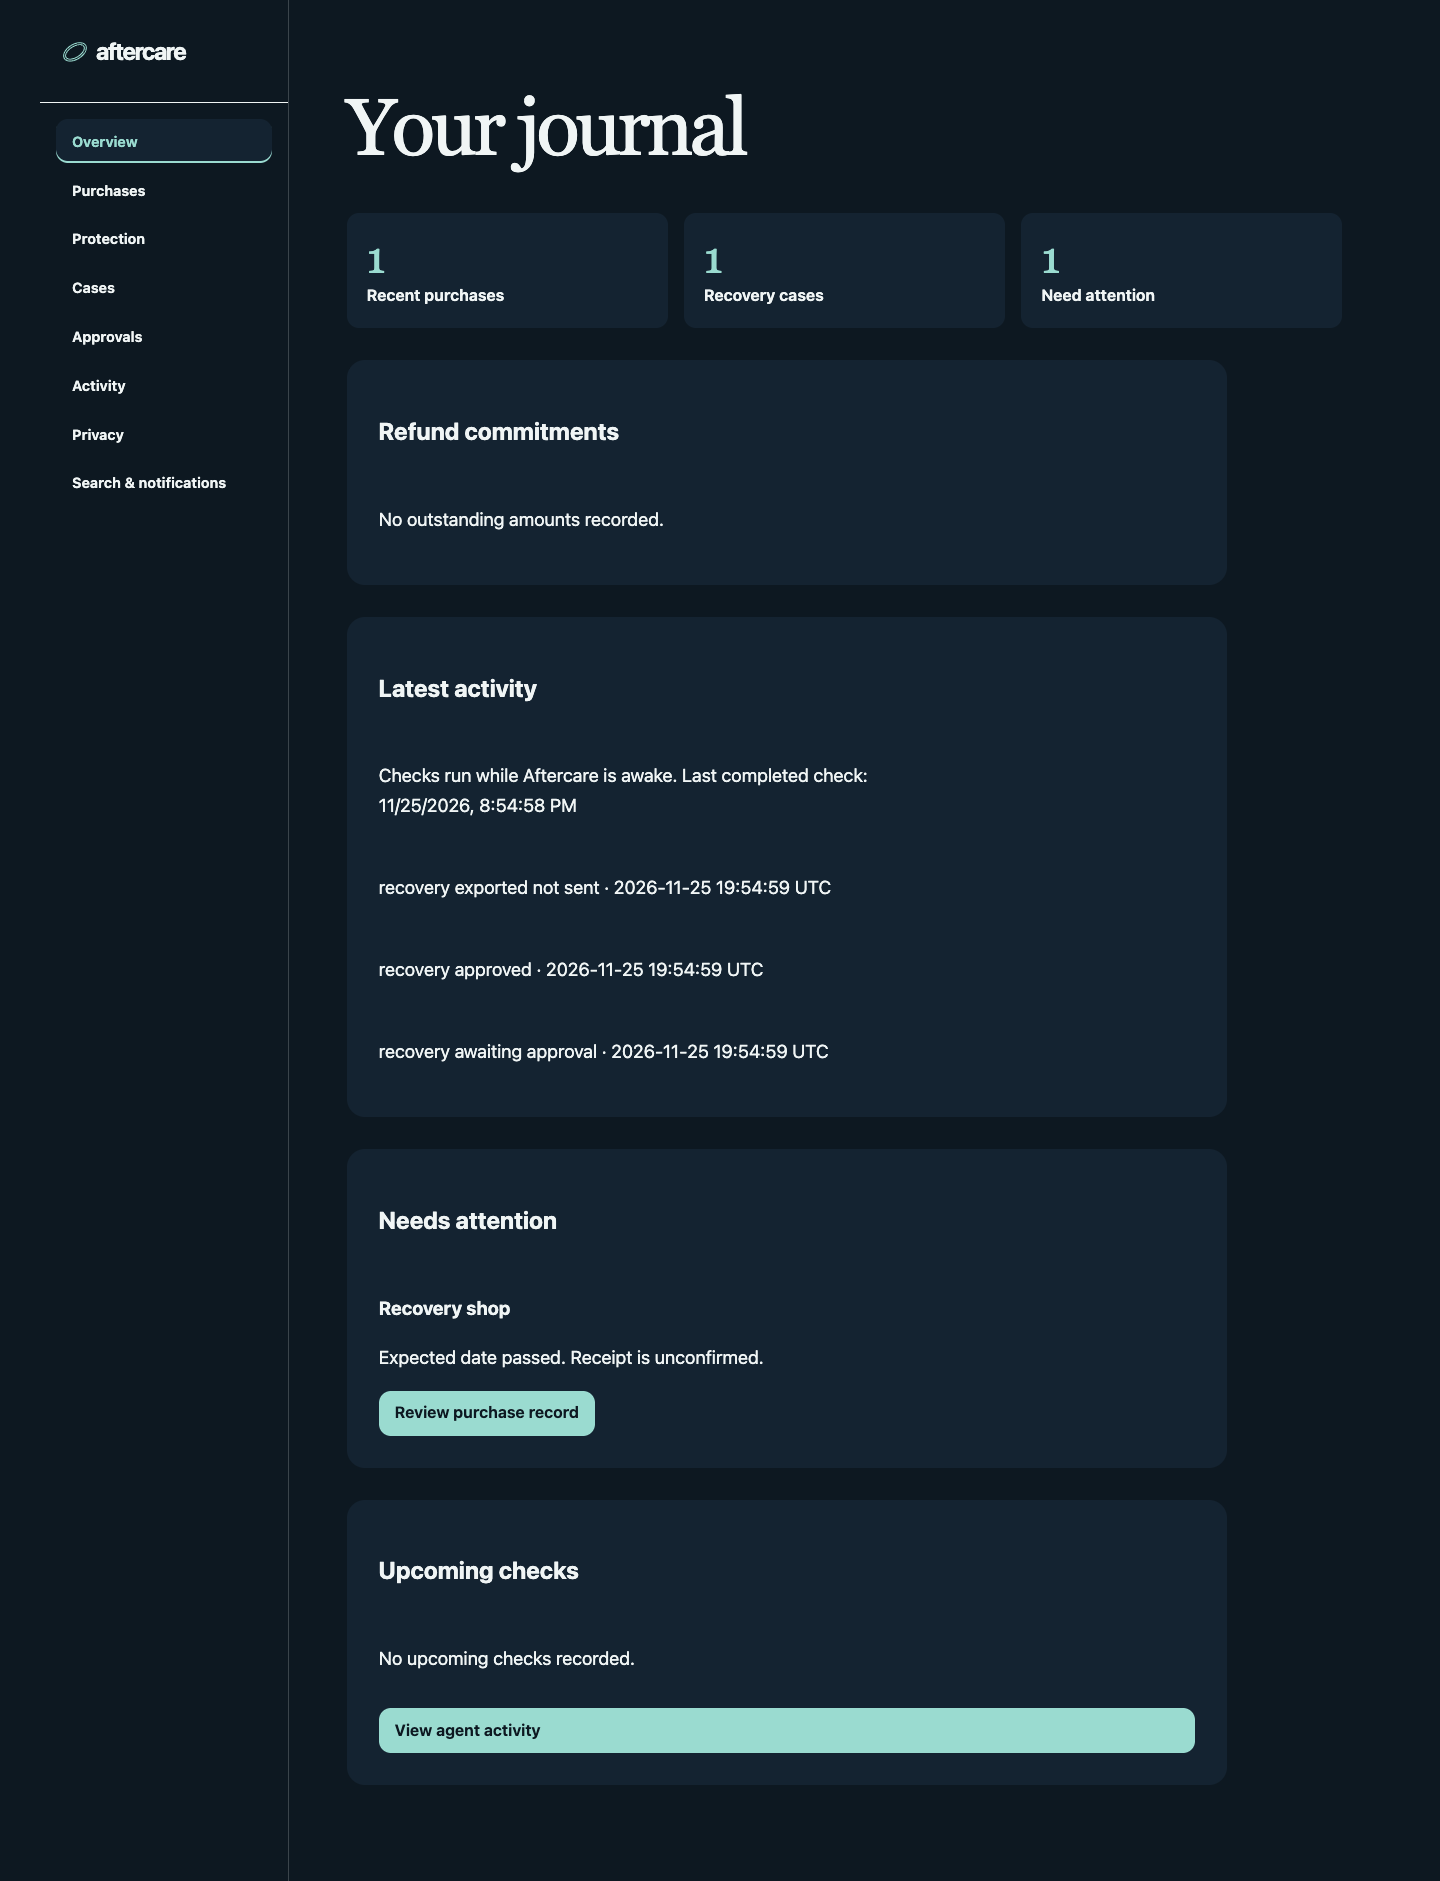 aftercare
Overview
Purchases
Protection
Cases
Approvals
Activity
Privacy
Search & notifications
Your journal
1
Recent purchases
1
Recovery cases
1
Need attention
Refund commitments
No outstanding amounts recorded.
Latest activity
Checks run while Aftercare is awake. Last completed check:
11/25/2026, 8:54:58 PM
recovery exported not sent · 2026-11-25 19:54:59 UTC
recovery approved · 2026-11-25 19:54:59 UTC
recovery awaiting approval · 2026-11-25 19:54:59 UTC
Needs attention
Recovery shop
Expected date passed. Receipt is unconfirmed.
Review purchase record
Upcoming checks
No upcoming checks recorded.
View agent activity